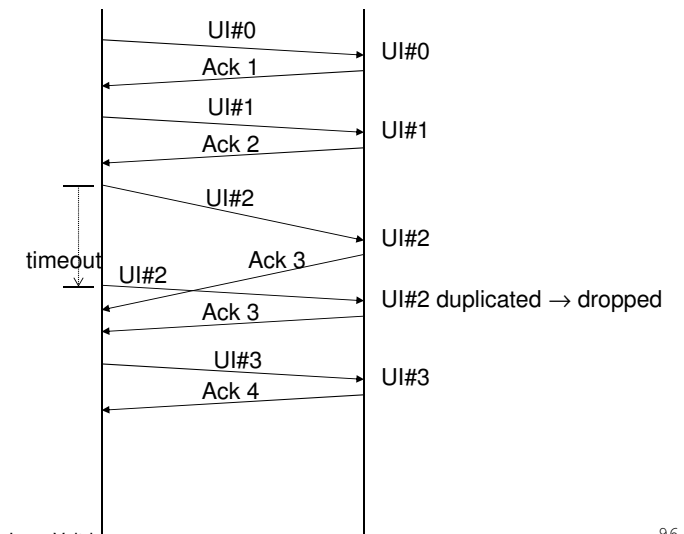 UI#0
UI#0
Ack 1
UI#1
UI#1
Ack 2
UI#2
UI#2
timeout
Ack 3
UI#2
UI#2 duplicated → dropped
Ack 3
UI#3
UI#3
Ack 4
96